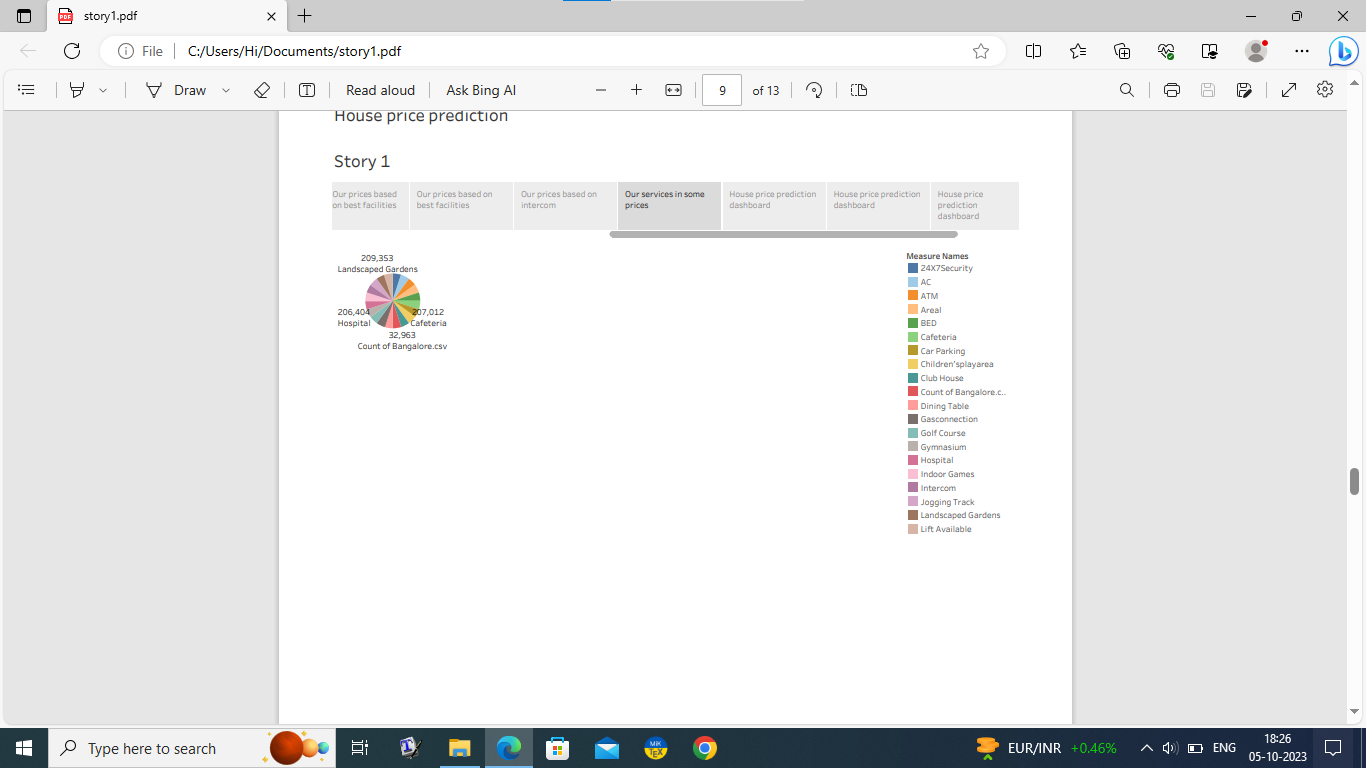 story1.pdf
File
C:/Users/Hi/Documents/story1.pdf
Draw
Read aloud
Ask Bing AI
9
of 13
House price prediction
Story 1
Our prices based
on best facilities
Our prices based on
best facilities
Our prices based on
intercom
Our services in some
prices
House price prediction
dashboard
House price prediction
dashboard
House price
prediction
dashboard
209,353
Landscaped Gardens
206,404
Hospital
207,012
Cafeteria
32,963
Count of Bangalore.csv
Measure Names
24X7Security
AC
ATM
Areal
BED
Cafeteria
Car Parking
Children'splayarea
Club House
Count of Bangalore.c..
Dining Table
Gasconnection
Golf Course
Gymnasium
Hospital
Indoor Games
Intercom
Jogging Track
Landscaped Gardens
Lift Available
Type here to search
EUR/INR +0.46%
ENG
18:26
05-10-2023